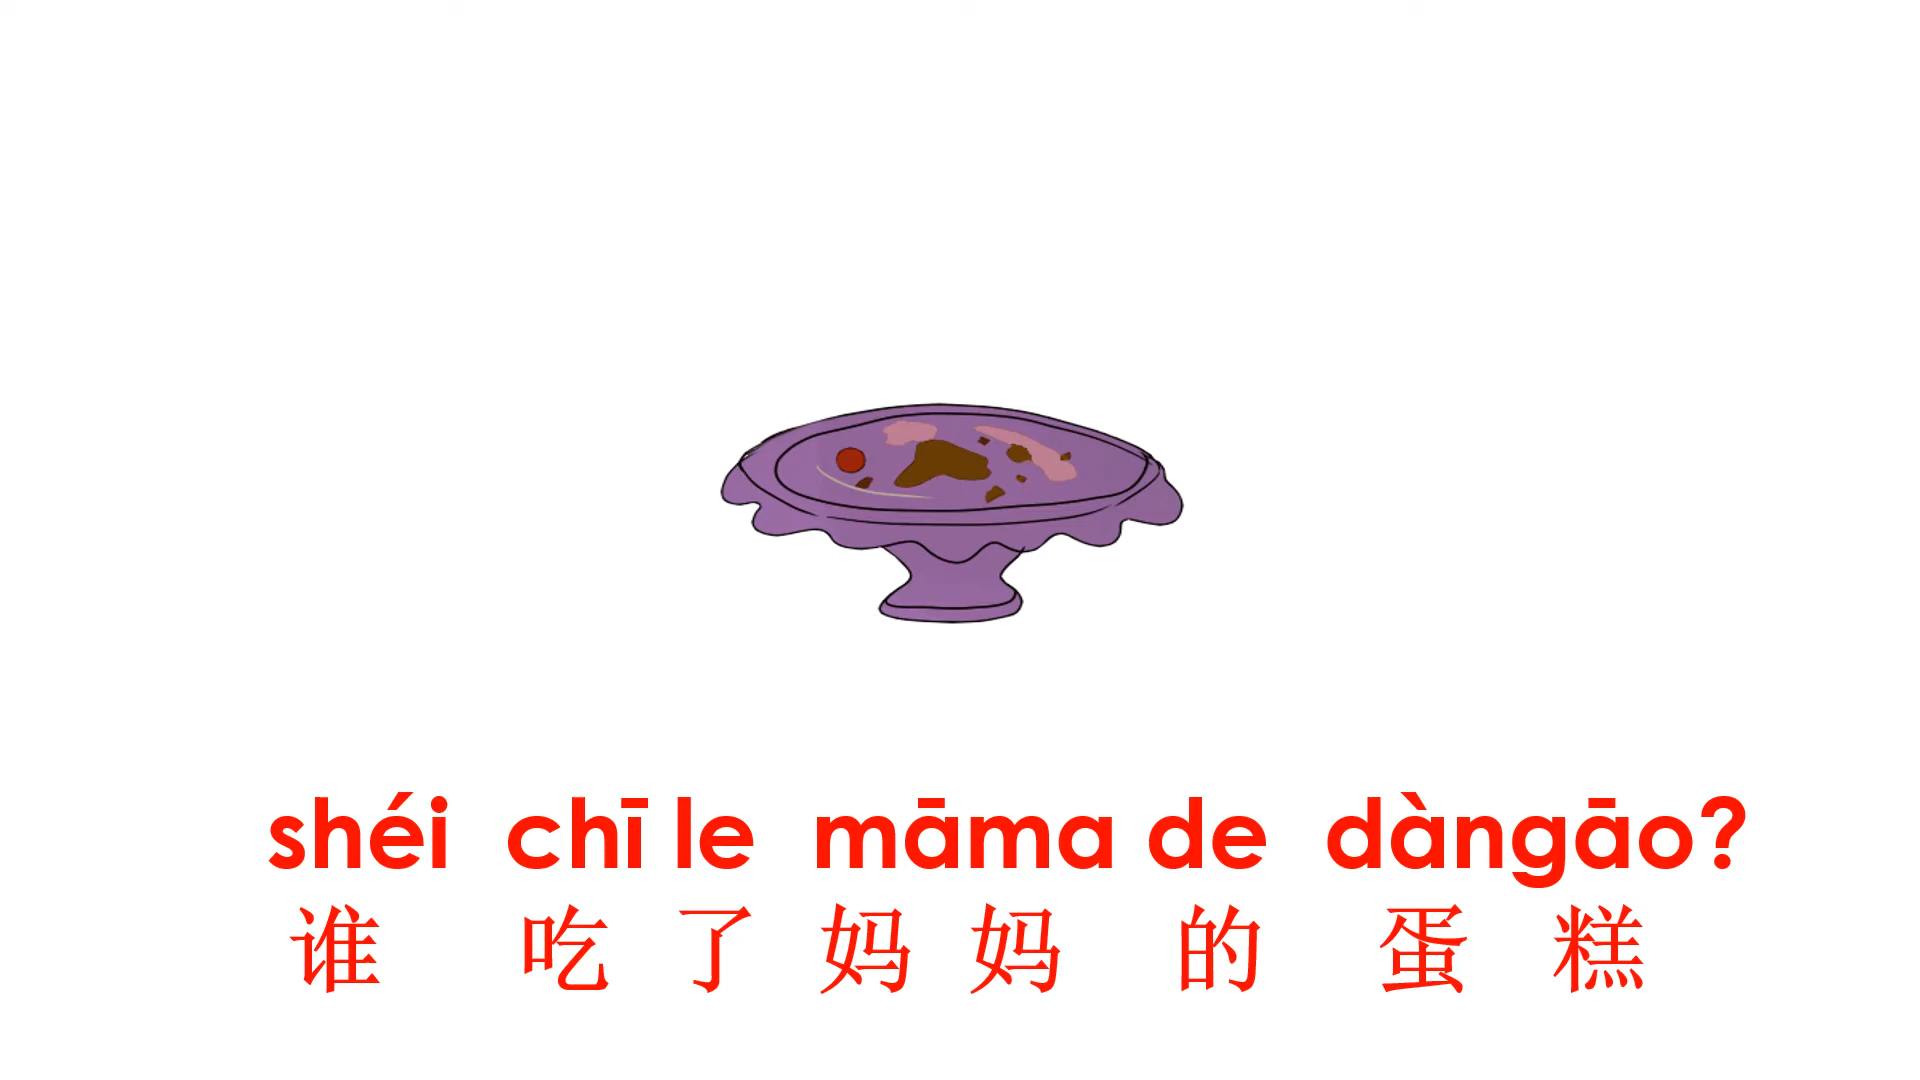 shéi chī le māma de dàngāo?
谁 吃 了 妈 妈 的 蛋 糕